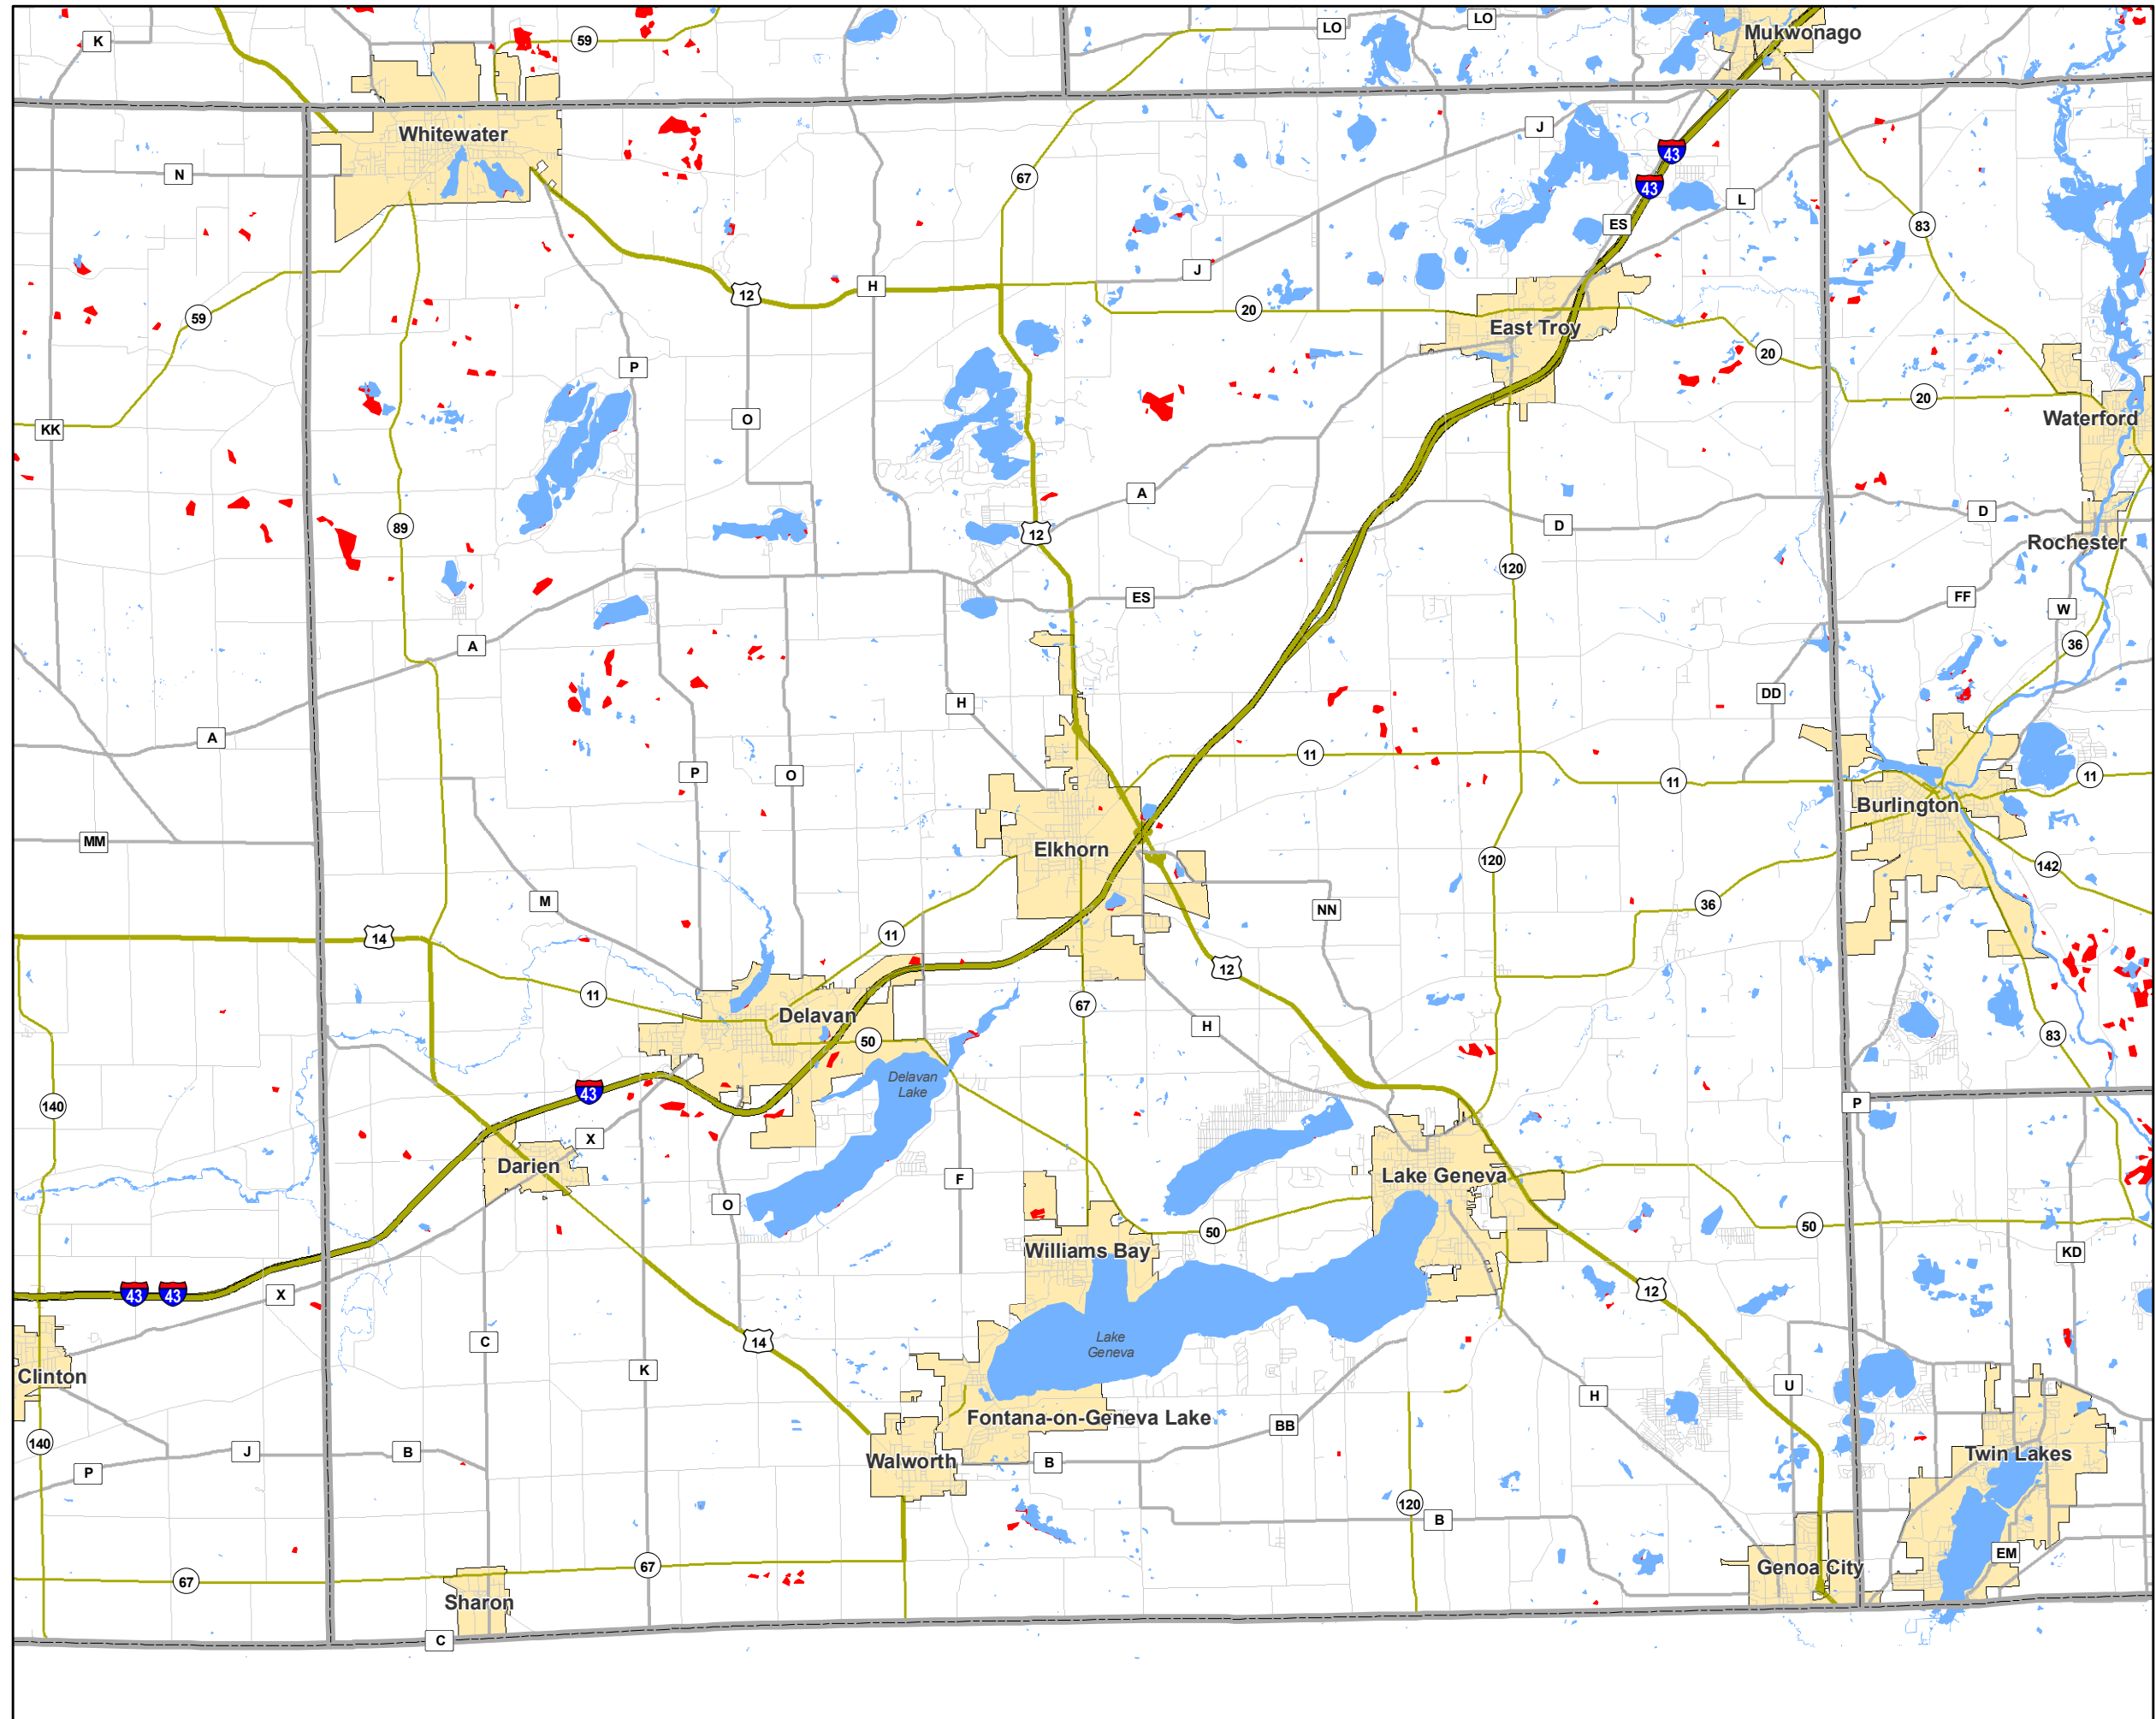 LO
LO
Mukwonago
K
59
Whitewater
J
43
N
67
43
L
ES
83
J
H
12
20
59
East Troy
20
P
20
O
Waterford
KK
A
D
89
D
12
Rochester
120
ES
FF
W
36
A
DD
H
A
11
P
O
11
11
Burlington
MM
Elkhorn
120
142
M
36
NN
11
14
12
11
67
Delavan
H
83
50
Delavan
Lake
43
P
140
X
Darien
Lake Geneva
F
O
50
50
Williams Bay
KD
12
43
43
X
Lake
Geneva
14
C
K
Clinton
U
H
Fontana-on-Geneva Lake
BB
140
J
B
Twin Lakes
Walworth
B
P
120
B
EM
67
Genoa City
67
Sharon
C